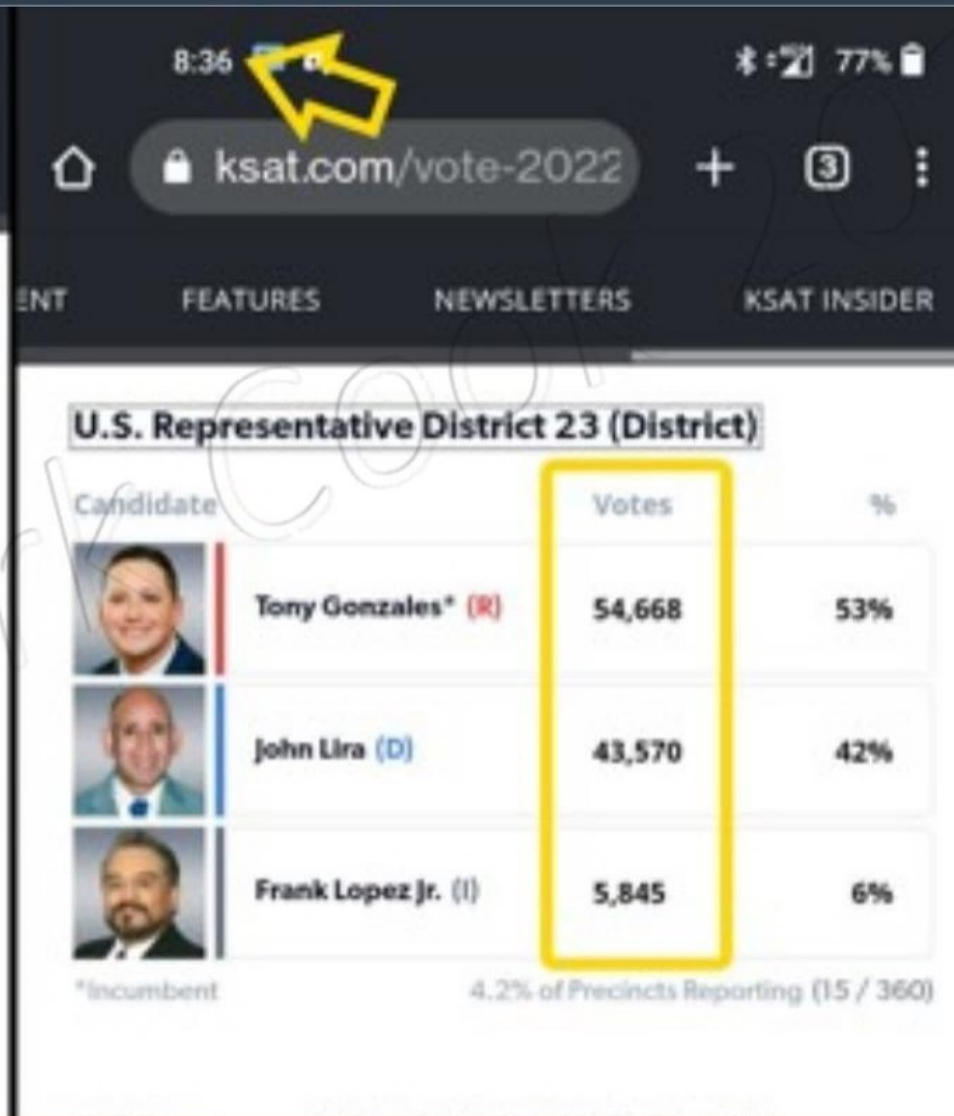 8:36 77%
ksat.com/vote-2022 3
ENT FEATURES NEWSLETTERS KSAT INSIDER
U.S. Representative District 23 (District)
Candidate Votes %
Tony Gonzales* (R) 54,668 53%
John Lira (D) 43,570 42%
Frank Lopez Jr. (I) 5,845 6%
*Incumbent 4.2% of Precincts Reporting (15 / 360)
Cook 20